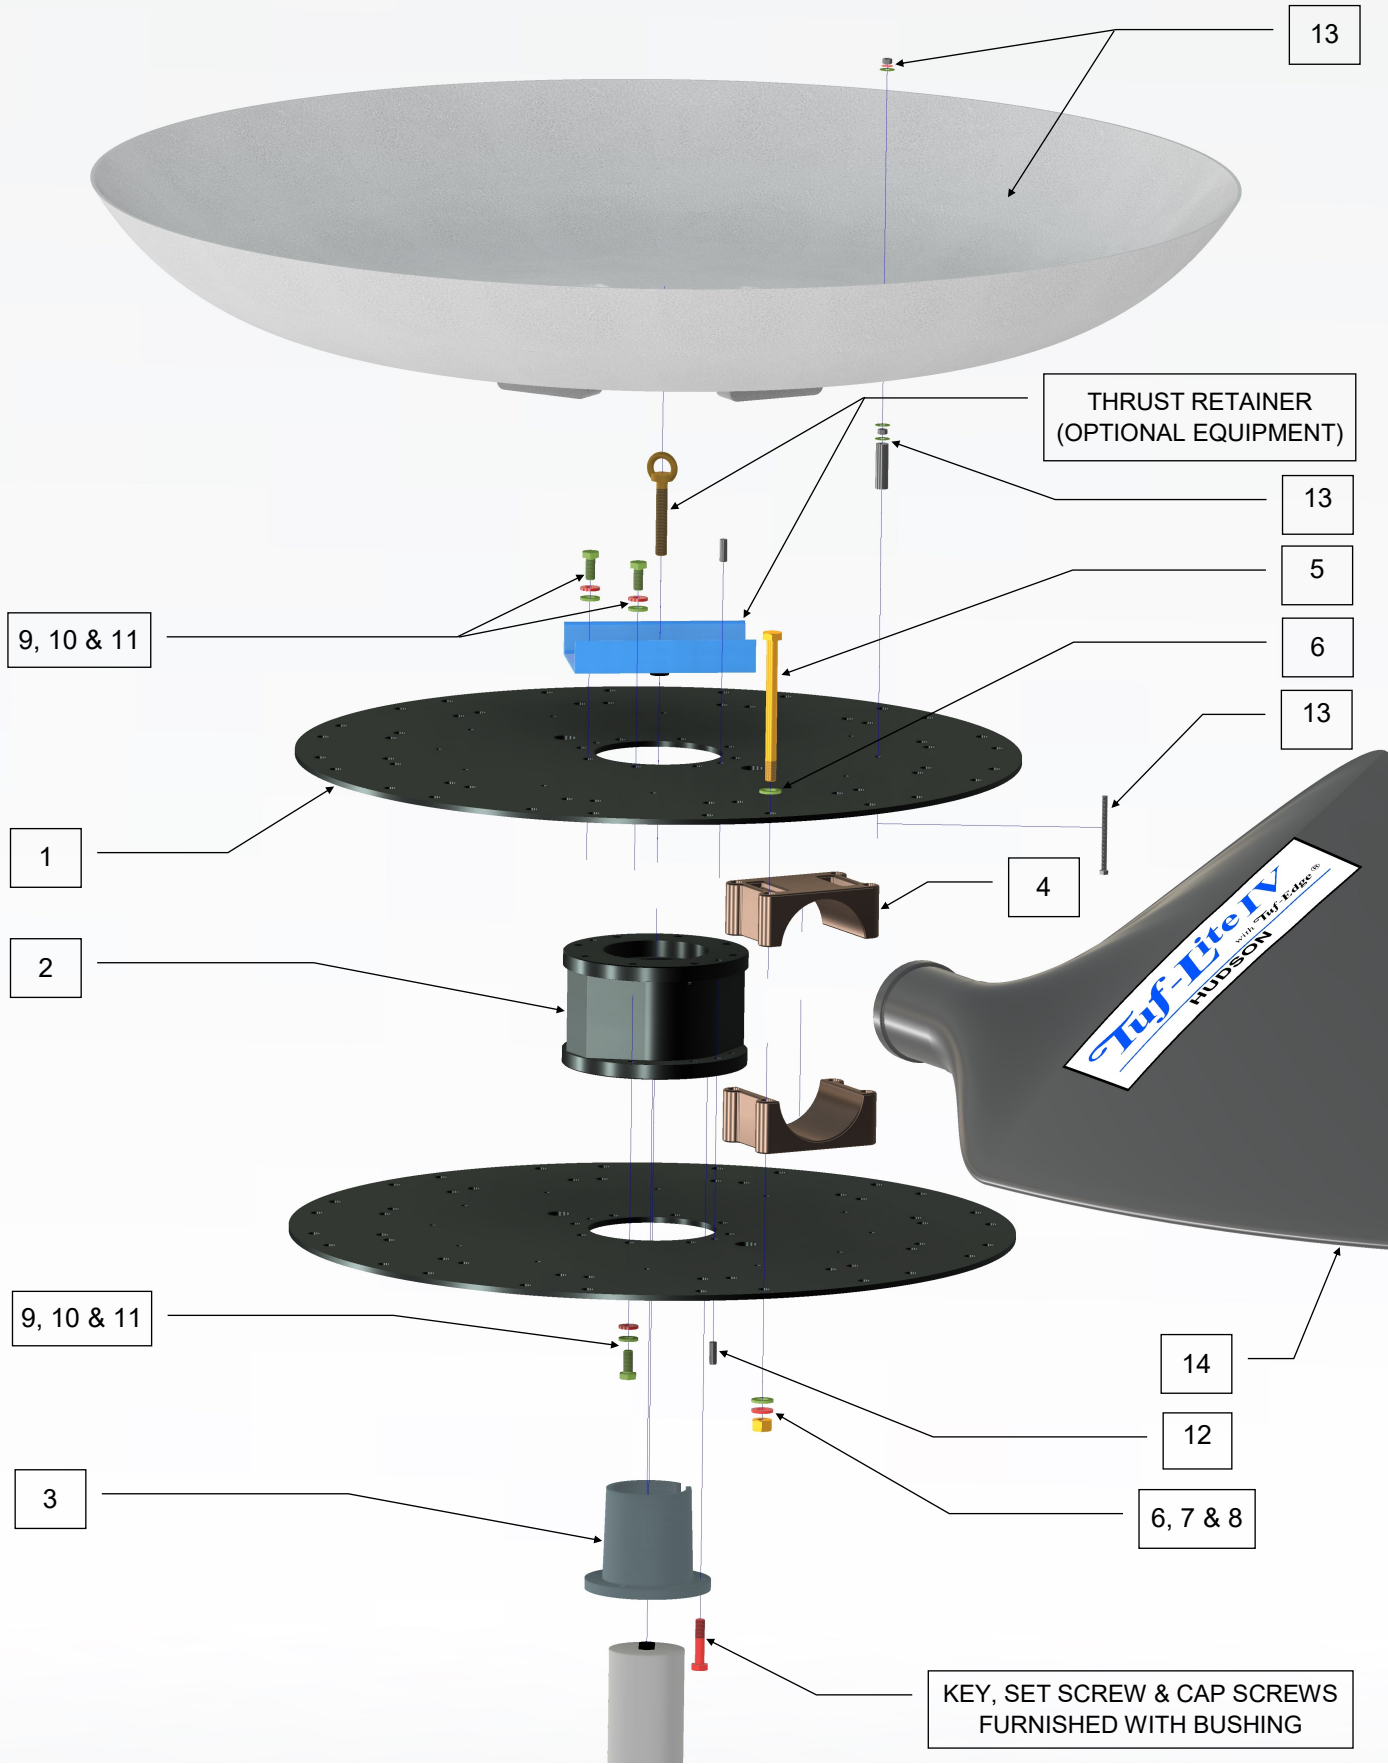 13
THRUST RETAINER
(OPTIONAL EQUIPMENT)
13
5
9, 10 & 11
6
13
1
4
2
Tuf-Lite IV
with Tuf-Edge ®
HUDSON
9, 10 & 11
14
12
3
6, 7 & 8
KEY, SET SCREW & CAP SCREWS
FURNISHED WITH BUSHING